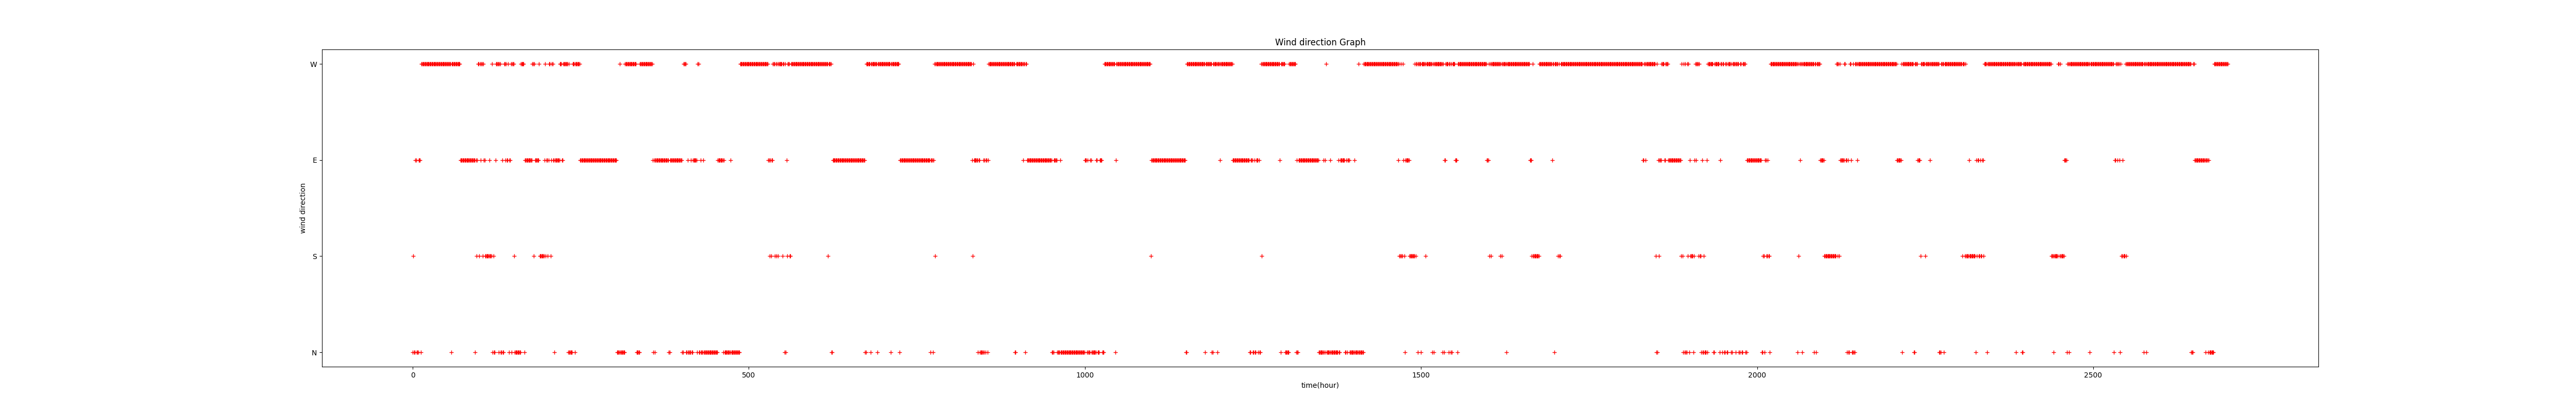 Wind direction Graph
W
E
S
N
wind direction
0 500 1000 1500 2000 2500
time(hour)